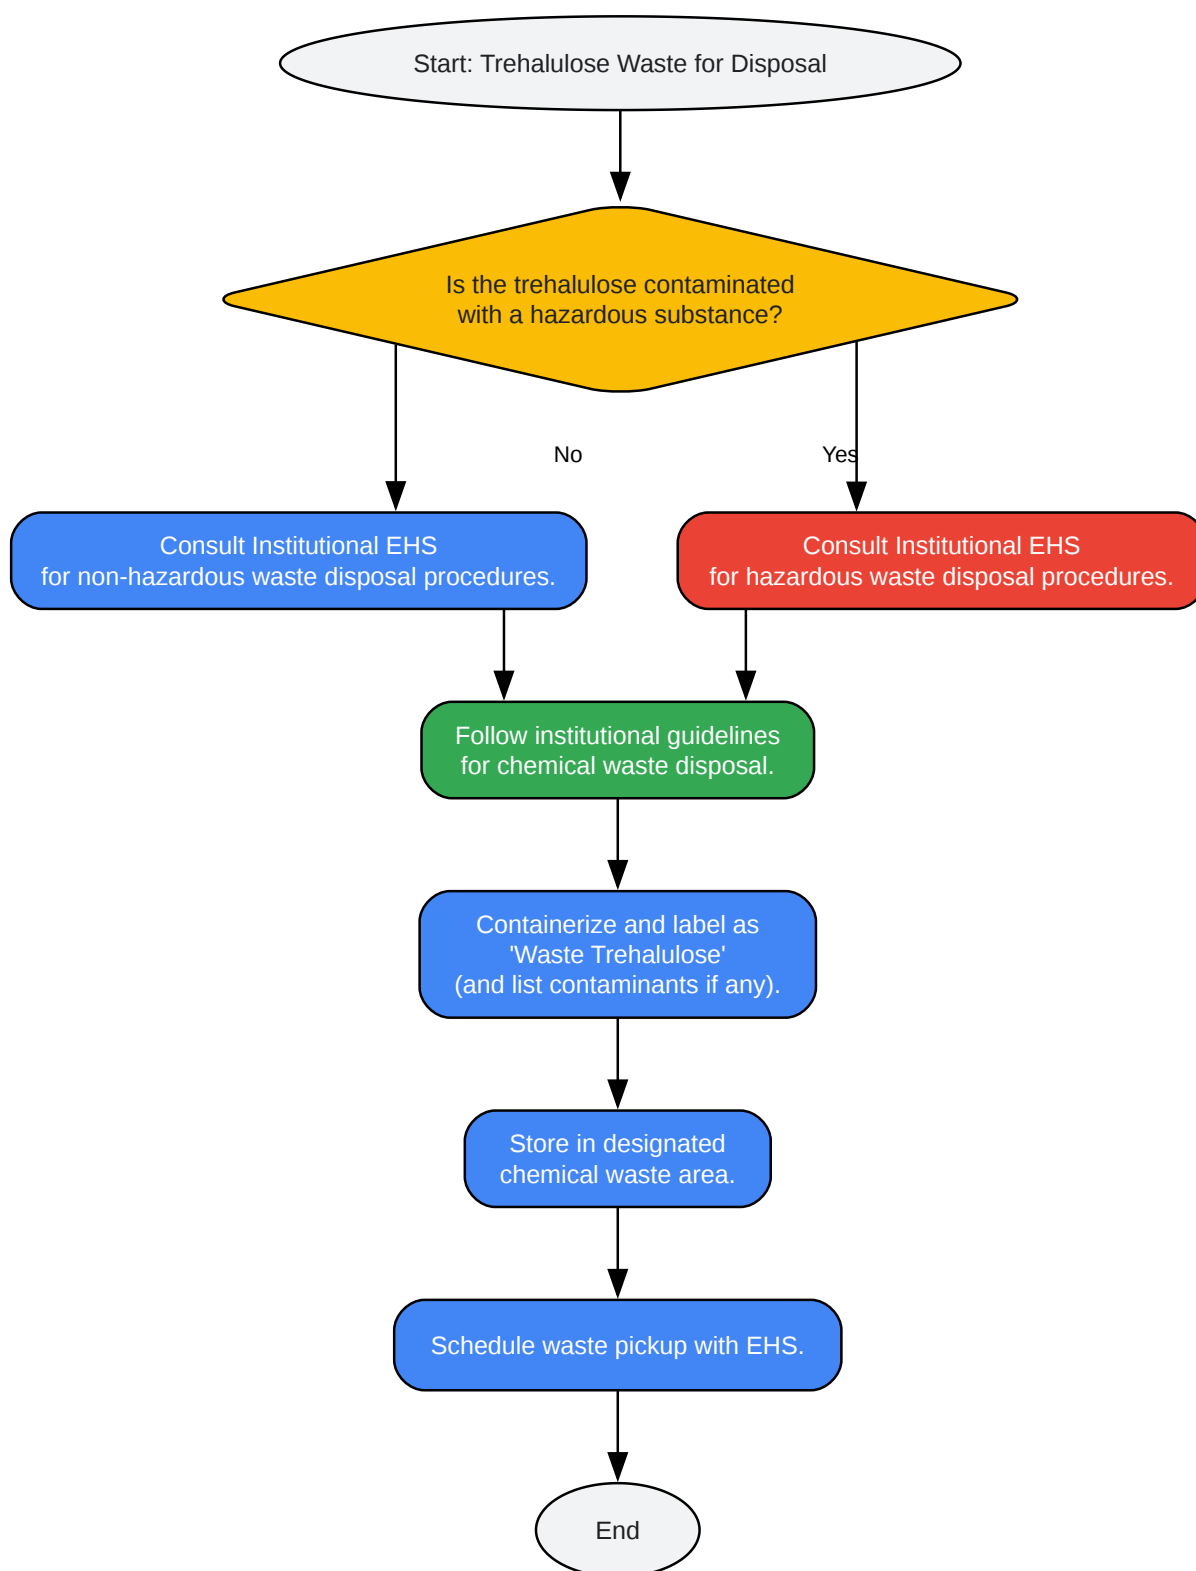 Start: Trehalulose Waste for Disposal
Is the trehalulose contaminated
with a hazardous substance?
No
Yes
Consult Institutional EHS
for non-hazardous waste disposal procedures.
Consult Institutional EHS
for hazardous waste disposal procedures.
Follow institutional guidelines
for chemical waste disposal.
Containerize and label as
'Waste Trehalulose'
(and list contaminants if any).
Store in designated
chemical waste area.
Schedule waste pickup with EHS.
End